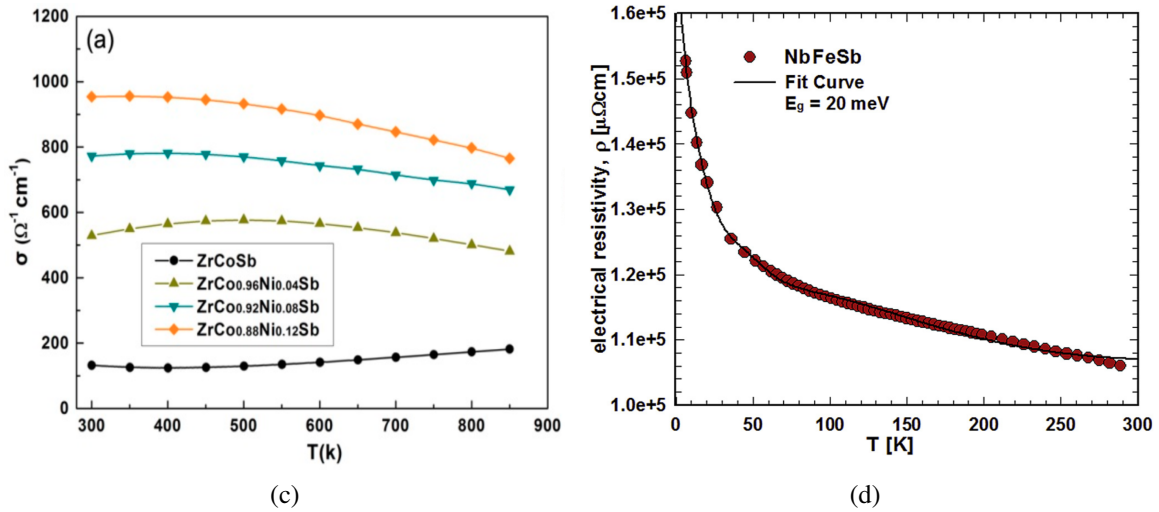 (a)
1200
1000
800
600
400
200
0
σ (Ω⁻¹ cm⁻¹)
ZrCoSb
ZrCo0.96Ni0.04Sb
ZrCo0.92Ni0.08Sb
ZrCo0.88Ni0.12Sb
300 400 500 600 700 800 900
T(k)
(c)
1.6e+5
1.5e+5
1.4e+5
1.3e+5
1.2e+5
1.1e+5
1.0e+5
electrical resistivity, ρ [μΩcm]
NbFeSb
Fit Curve
Eg = 20 meV
0 50 100 150 200 250 300
T [K]
(d)